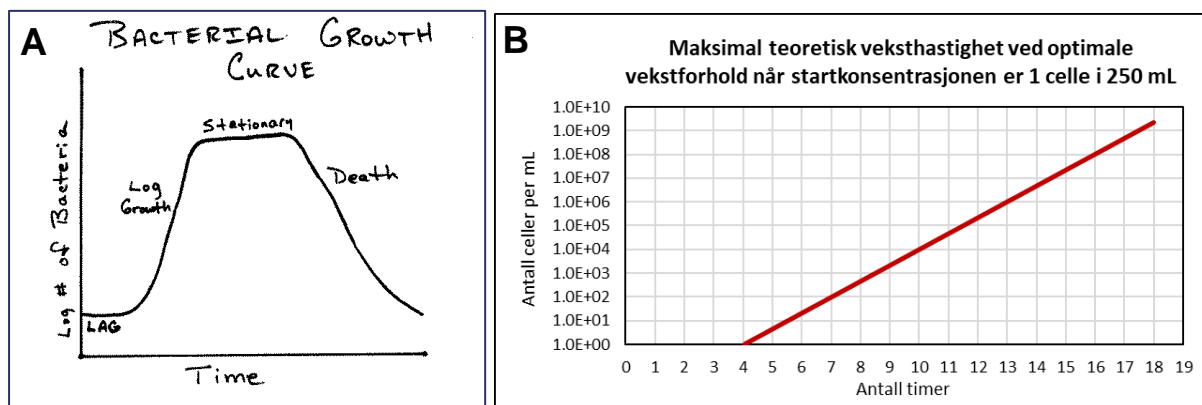 A
BACTERIAL GROWTH
CURVE
Stationary
Log
Growth
Death
LAG
Log # of Bacteria
Time
B
Maksimal teoretisk veksthastighet ved optimale
vekstforhold når startkonsentrasjonen er 1 celle i 250 mL
Antall celler per mL
1.0E+10
1.0E+09
1.0E+08
1.0E+07
1.0E+06
1.0E+05
1.0E+04
1.0E+03
1.0E+02
1.0E+01
1.0E+00
0 1 2 3 4 5 6 7 8 9 10 11 12 13 14 15 16 17 18 19
Antall timer